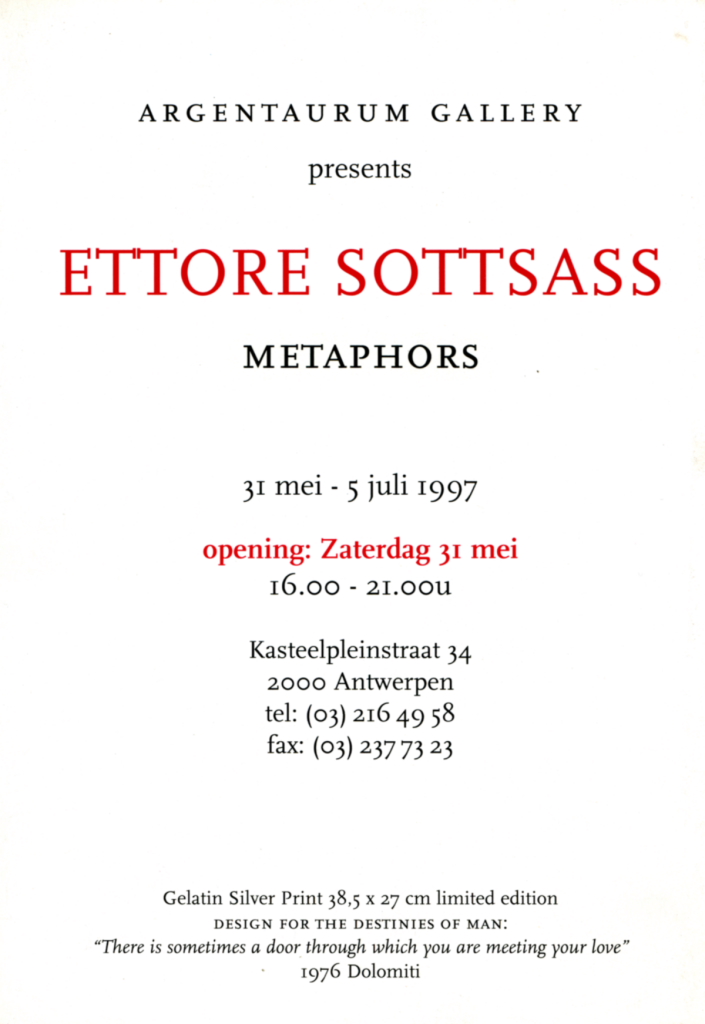 ARGENTAURUM GALLERY
presents
ETTORE SOTTSASS
METAPHORS
31 mei - 5 juli 1997
opening: Zaterdag 31 mei
16.00 - 21.00u
Kasteelpleinstraat 34
2000 Antwerpen
tel: (03) 216 49 58
fax: (03) 237 73 23
Gelatin Silver Print 38,5 x 27 cm limited edition
DESIGN FOR THE DESTINIES OF MAN:
“There is sometimes a door through which you are meeting your love”
1976 Dolomiti